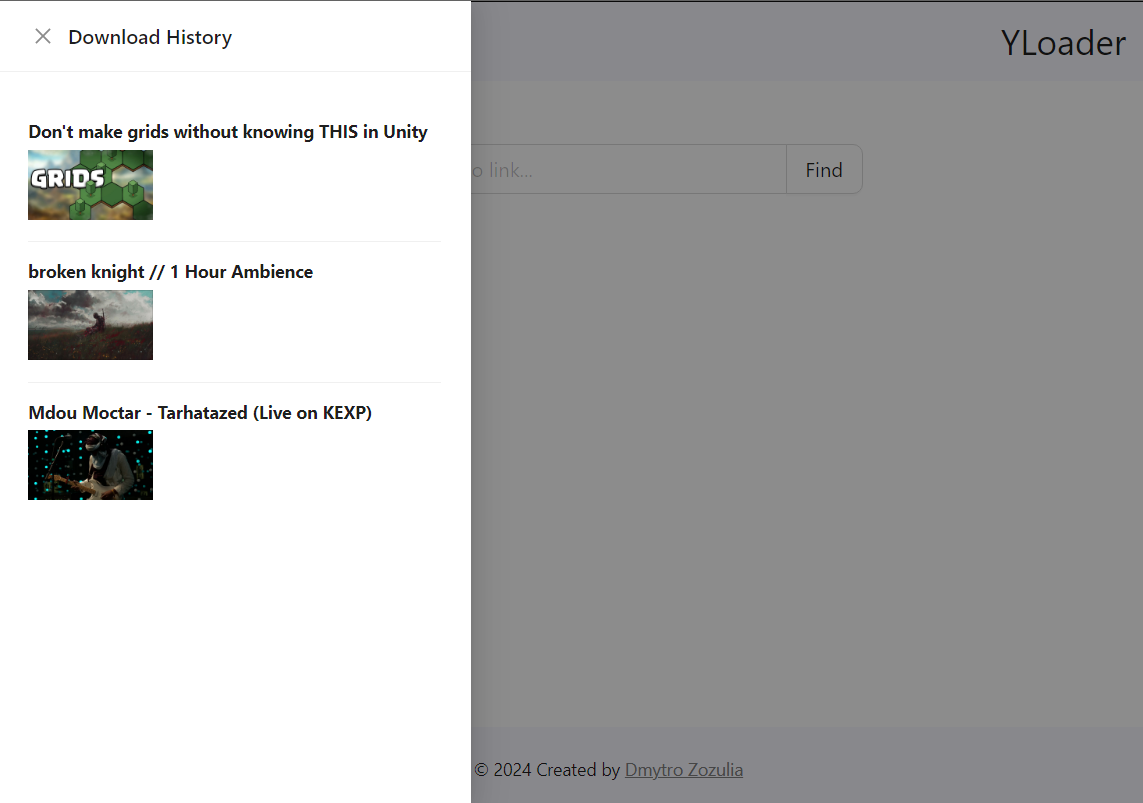 Download History
YLoader
Don't make grids without knowing THIS in Unity
GRIDS
o link...
Find
broken knight // 1 Hour Ambience
Mdou Moctar - Tarhatazed (Live on KEXP)
© 2024 Created by Dmytro Zozulia